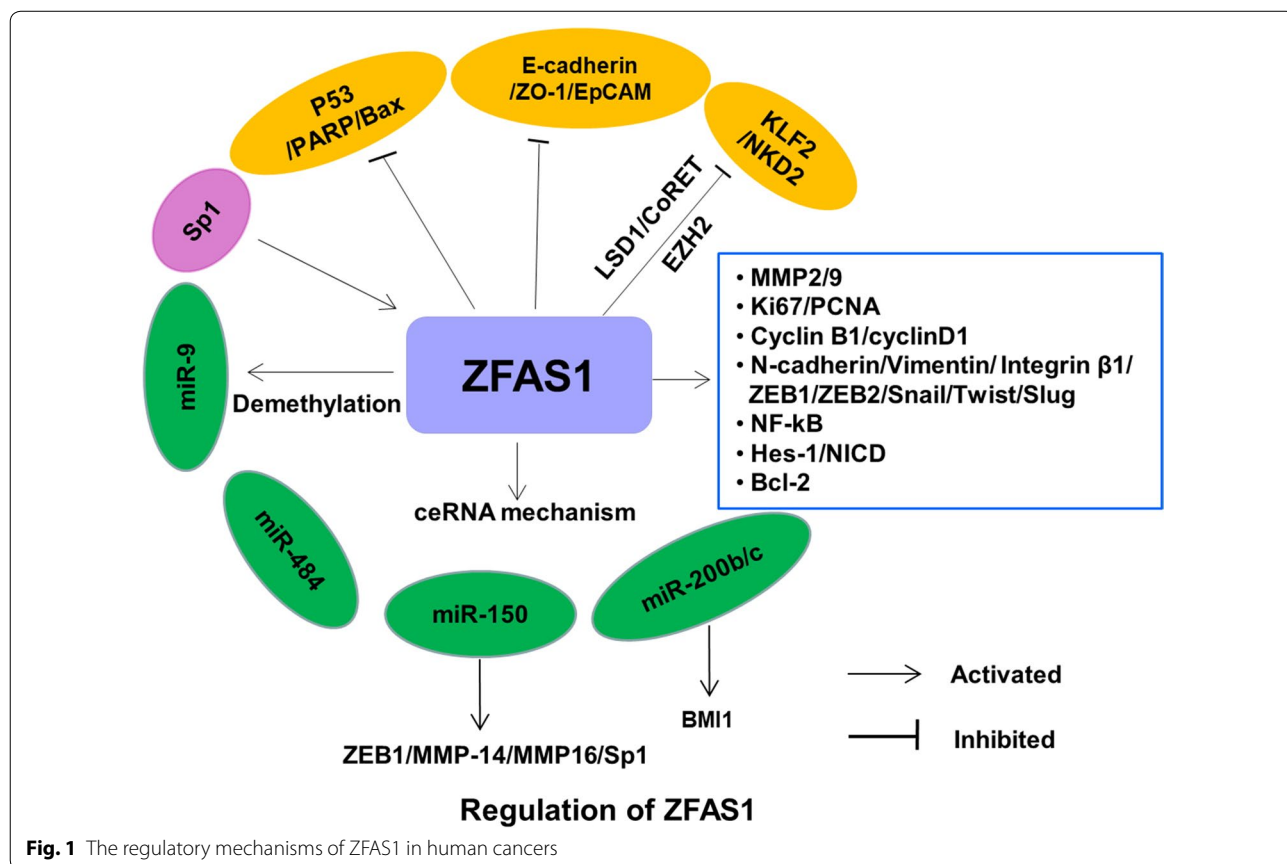 E-cadherin
/ZO-1/EpCAM
P53
/PARP/Bax
KLF2
/NKD2
Sp1
LSD1/CoRET
EZH2
• MMP2/9
• Ki67/PCNA
• Cyclin B1/cyclinD1
• N-cadherin/Vimentin/ Integrin β1/
ZEB1/ZEB2/Snail/Twist/Slug
• NF-kB
• Hes-1/NICD
• Bcl-2
ZFAS1
miR-9
Demethylation
ceRNA mechanism
miR-484
miR-150
miR-200b/c
Activated
BMI1
Inhibited
ZEB1/MMP-14/MMP16/Sp1
Regulation of ZFAS1
Fig. 1 The regulatory mechanisms of ZFAS1 in human cancers